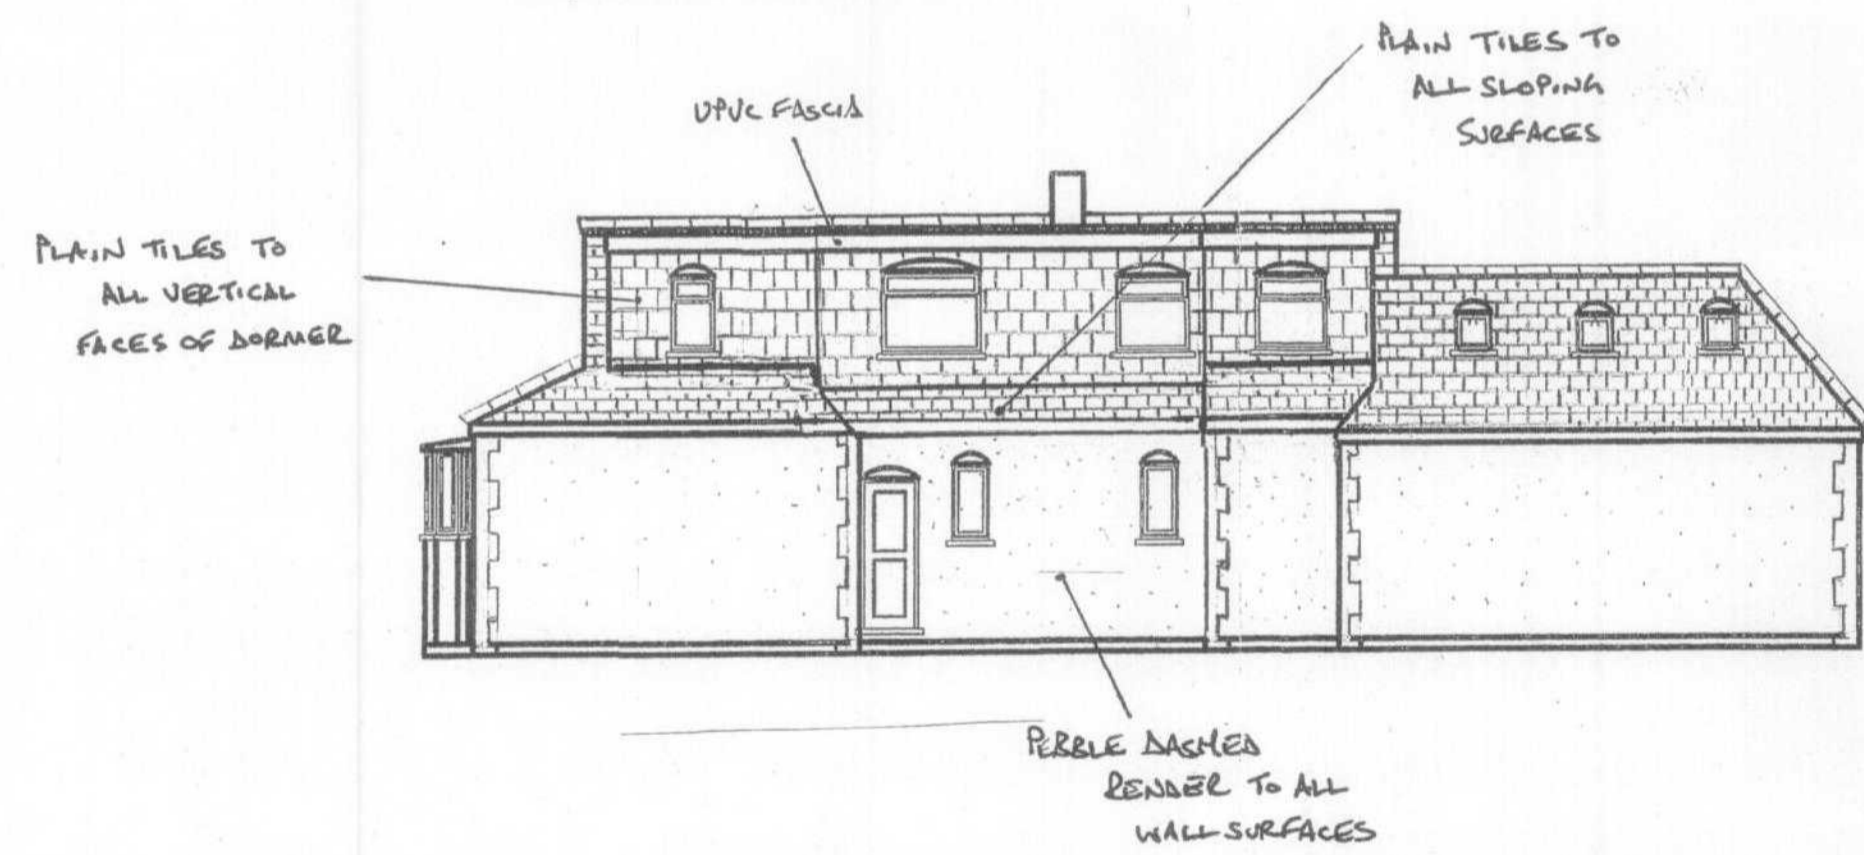 PLAIN TILES TO
ALL SLOPING
SURFACES
UPVC FASCIA
PLAIN TILES TO
ALL VERTICAL
FACES OF DORMER
PEBBLE DASHED
RENDER TO ALL
WALL SURFACES